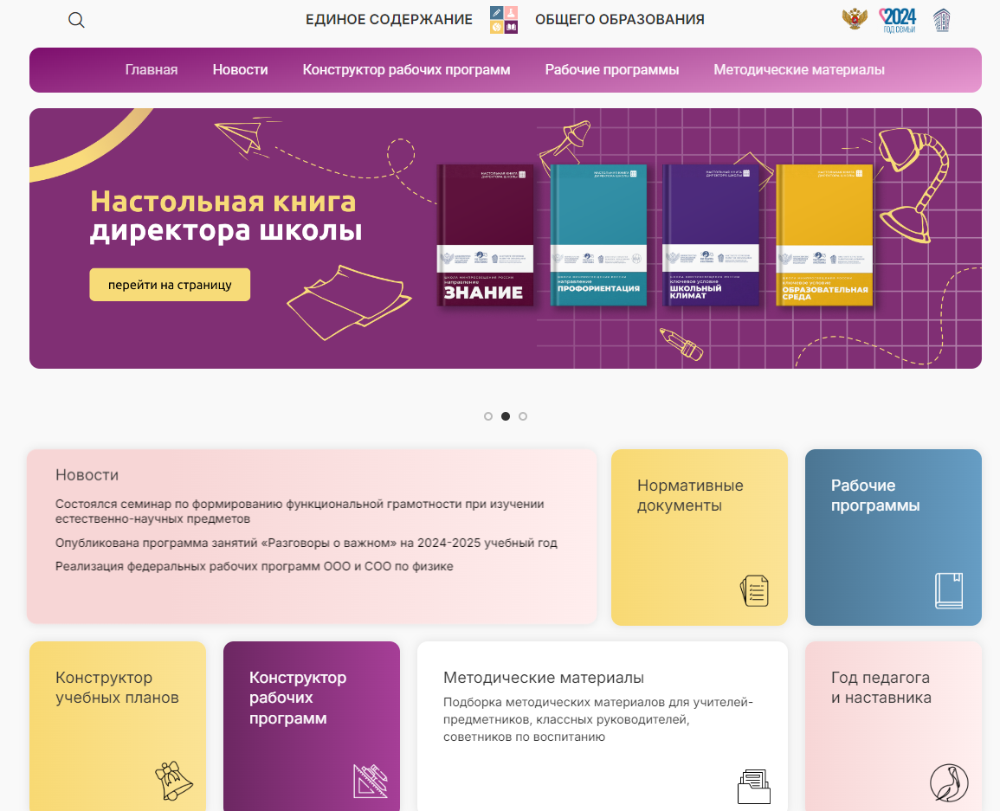 ЕДИНОЕ СОДЕРЖАНИЕ
ОБЩЕГО ОБРАЗОВАНИЯ
2024
ГОД СЕМЬИ
Главная
Новости
Конструктор рабочих программ
Рабочие программы
Методические материалы
Настольная книга
директора школы
перейти на страницу
НАСТОЛЬНАЯ КНИГА
ДИРЕКТОРА ШКОЛЫ
ШКОЛА МИНПРОСВЕЩЕНИЯ РОССИИ
направление
ЗНАНИЕ
НАСТОЛЬНАЯ КНИГА
ДИРЕКТОРА ШКОЛЫ
ШКОЛА МИНПРОСВЕЩЕНИЯ РОССИИ
направление
ПРОФОРИЕНТАЦИЯ
НАСТОЛЬНАЯ КНИГА
ДИРЕКТОРА ШКОЛЫ
ШКОЛА МИНПРОСВЕЩЕНИЯ РОССИИ
ключевое условие
ШКОЛЬНЫЙ
КЛИМАТ
НАСТОЛЬНАЯ КНИГА
ДИРЕКТОРА ШКОЛЫ
ШКОЛА МИНПРОСВЕЩЕНИЯ РОССИИ
ключевое условие
ОБРАЗОВАТЕЛЬНАЯ
СРЕДА
Новости
Состоялся семинар по формированию функциональной грамотности при изучении
естественно-научных предметов
Опубликована программа занятий «Разговоры о важном» на 2024-2025 учебный год
Реализация федеральных рабочих программ ООО и СОО по физике
Нормативные
документы
Рабочие
программы
Конструктор
учебных планов
Конструктор
рабочих
программ
Методические материалы
Подборка методических материалов для учителей-
предметников, классных руководителей,
советников по воспитанию
Год педагога
и наставника